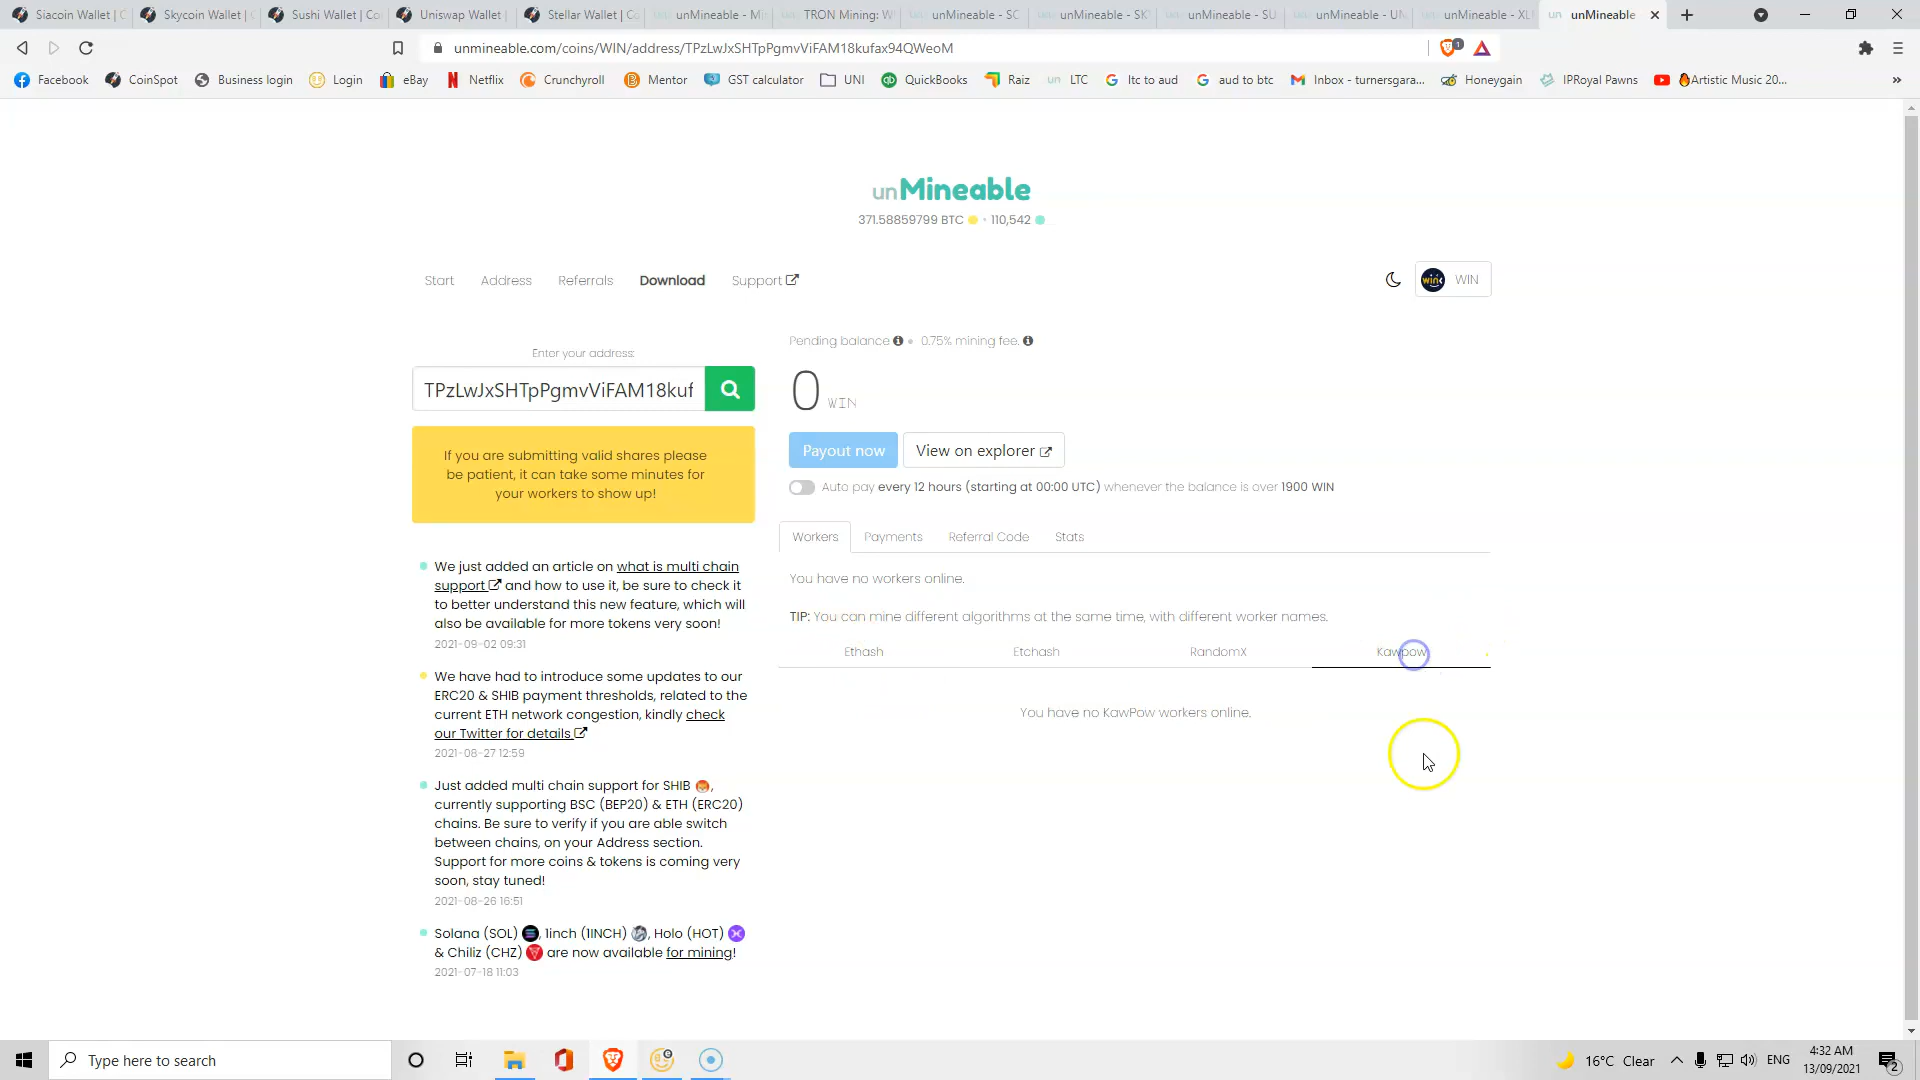 Siacoin Wallet | C
Skycoin Wallet | C
Sushi Wallet | Co
Uniswap Wallet |
Stellar Wallet | Co
unMineable - Mi
TRON Mining: W
unMineable - SC
unMineable - SK
unMineable - SU
unMineable - UN
unMineable - XL
unMineable
unmineable.com/coins/WIN/address/TPzLwJxSHTpPgmvViFAM18kufax94QWeoM
1
Facebook
CoinSpot
Business login
Login
eBay
Netflix
Crunchyroll
Mentor
GST calculator
UNI
QuickBooks
Raiz
LTC
ltc to aud
aud to btc
Inbox - turnersgara...
Honeygain
IPRoyal Pawns
Artistic Music 20...
»
unMineable
371.58859799 BTC • 110,542
Start
Address
Referrals
Download
Support
WIN
Enter your address:
TPzLwJxSHTpPgmvViFAM18kuf
If you are submitting valid shares please
be patient, it can take some minutes for
your workers to show up!
We just added an article on what is multi chain
support and how to use it, be sure to check it
to better understand this new feature, which will
also be available for more tokens very soon!
2021-09-02 09:31
We have had to introduce some updates to our
ERC20 & SHIB payment thresholds, related to the
current ETH network congestion, kindly check
our Twitter for details
2021-08-27 12:59
Just added multi chain support for SHIB ,
currently supporting BSC (BEP20) & ETH (ERC20)
chains. Be sure to verify if you are able switch
between chains, on your Address section.
Support for more coins & tokens is coming very
soon, stay tuned!
2021-08-26 16:51
Solana (SOL) , 1inch (1INCH) , Holo (HOT)
& Chiliz (CHZ) are now available for mining!
2021-07-18 11:03
Pending balance • 0.75% mining fee.
0 WIN
Payout now
View on explorer
Auto pay every 12 hours (starting at 00:00 UTC) whenever the balance is over 1900 WIN
Workers
Payments
Referral Code
Stats
You have no workers online.
TIP: You can mine different algorithms at the same time, with different worker names.
Ethash
Etchash
RandomX
Kawpow
You have no KawPow workers online.
Type here to search
16°C Clear
ENG
4:32 AM
13/09/2021
2